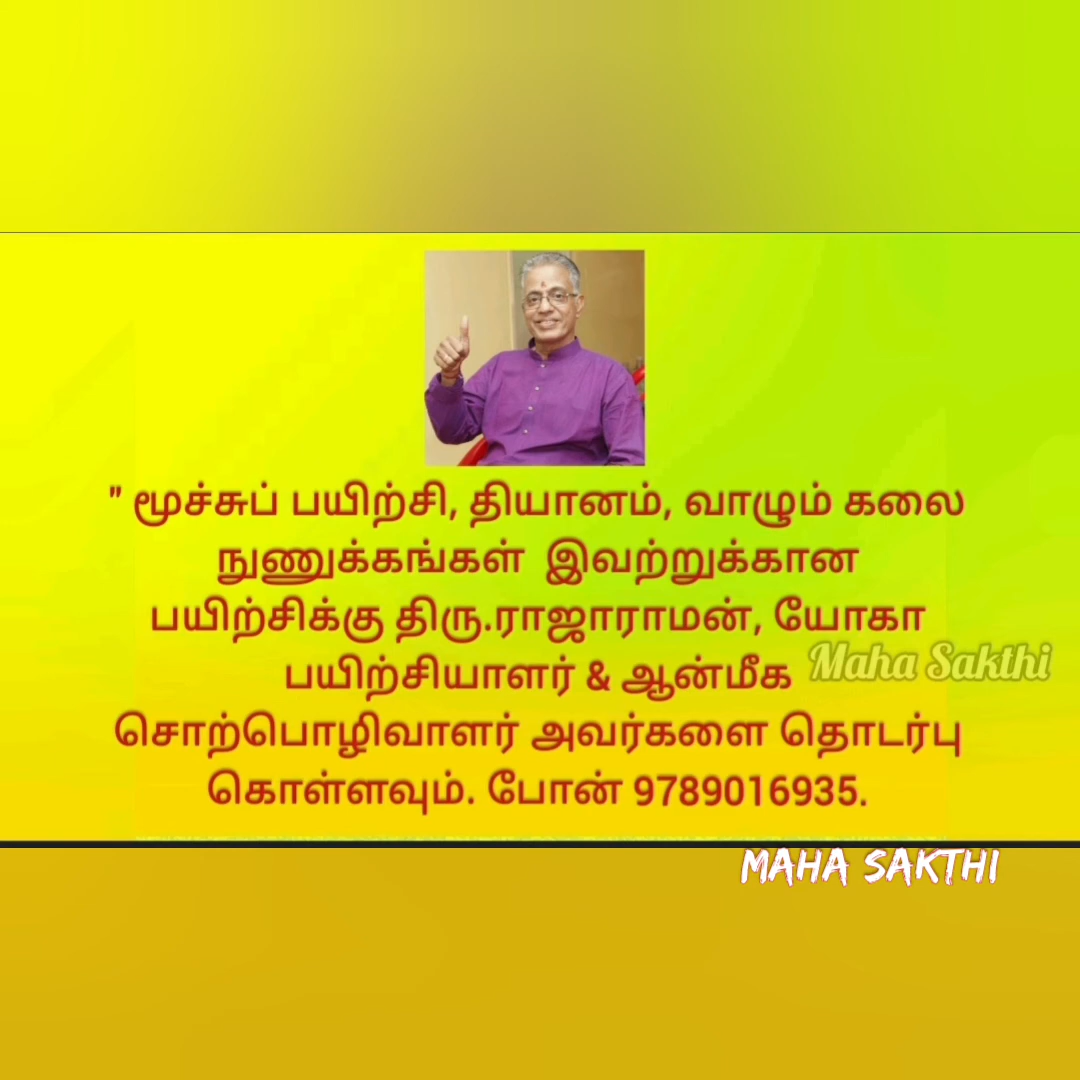 " மூச்சுப் பயிற்சி, தியானம், வாழும் கலை
நுணுக்கங்கள் இவற்றுக்கான
பயிற்சிக்கு திரு.ராஜாராமன், யோகா
பயிற்சியாளர் & ஆன்மீக
Maha Sakthi
சொற்பொழிவாளர் அவர்களை தொடர்பு
கொள்ளவும். போன் 9789016935.
MAHA SAKTHI